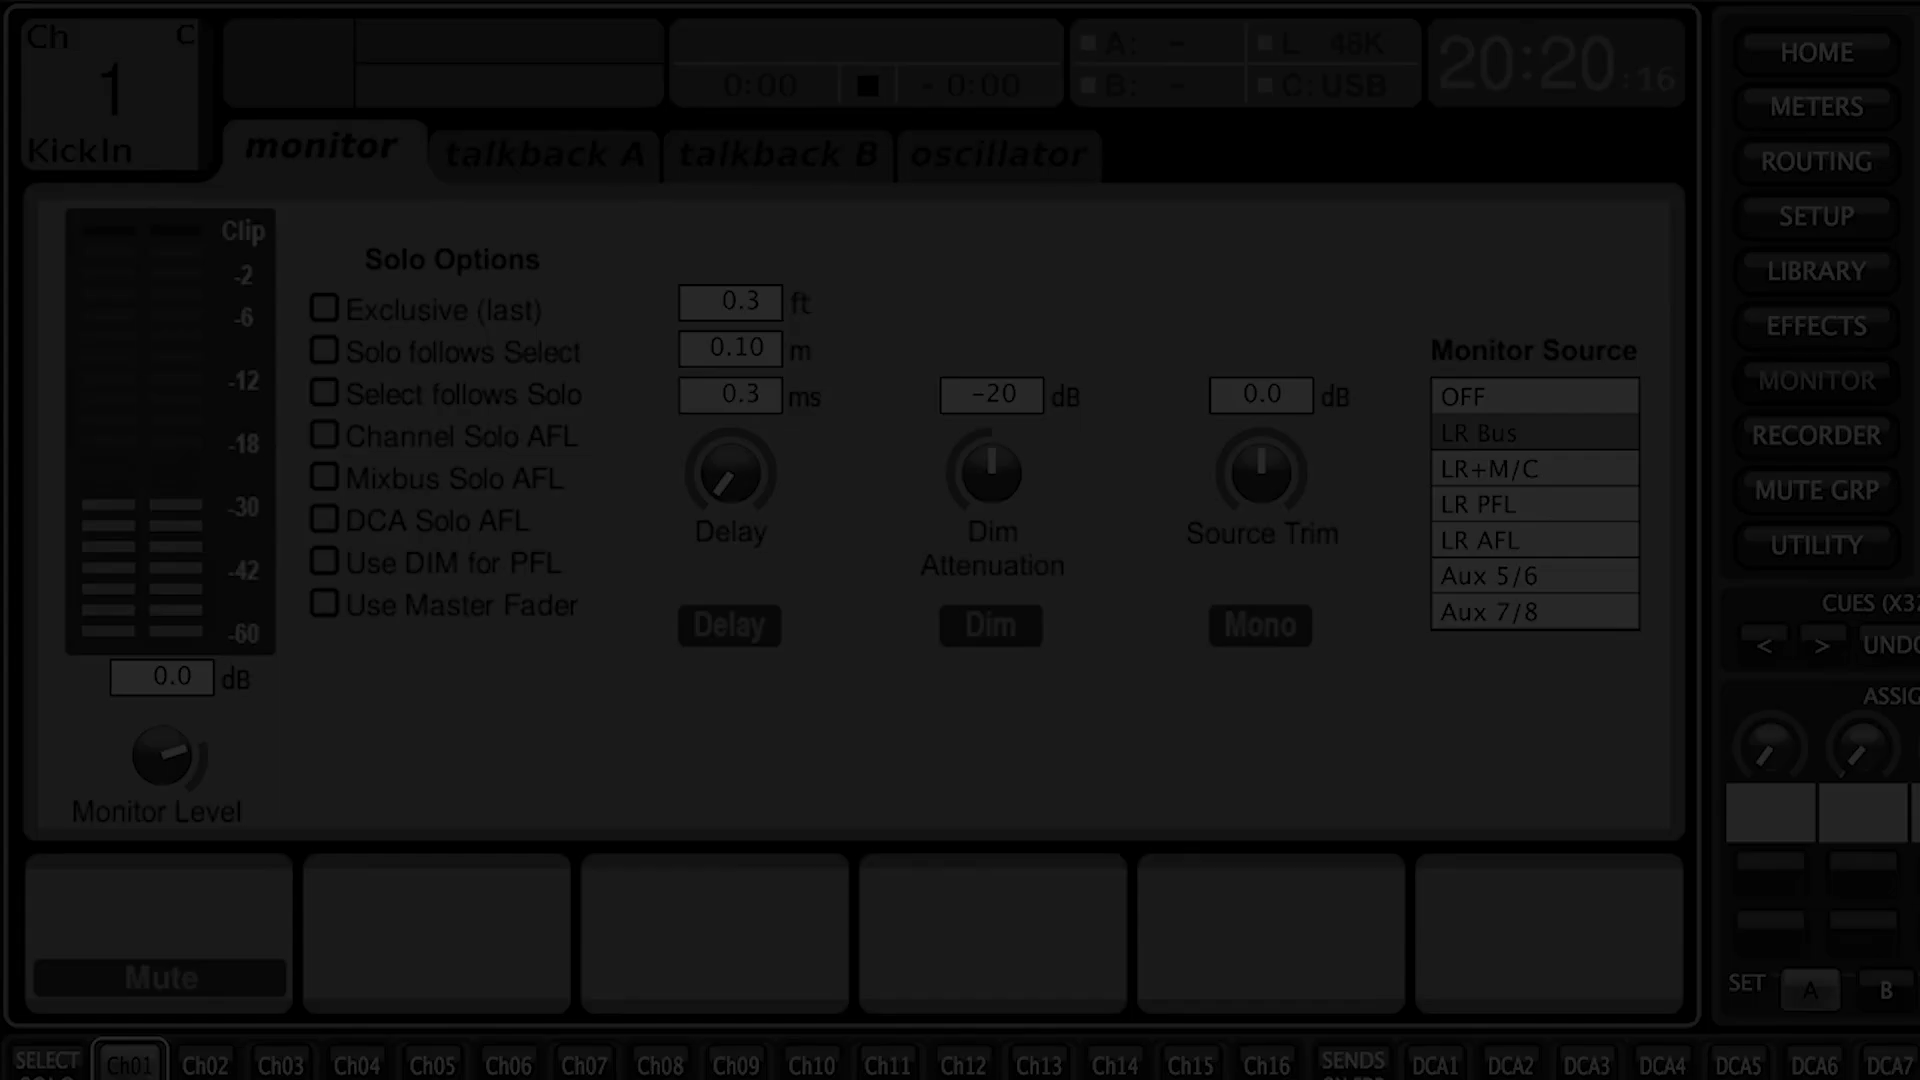 Ch C
1
KickIn
0:00 - 0:00
A: - L 48K
B: - C: USB
20:20:16
monitor talkback A talkback B oscillator
Clip
-2
-6
-12
-18
-30
-42
-60
0.0 dB
Monitor Level
Solo Options
Exclusive (last)
Solo follows Select
Select follows Solo
Channel Solo AFL
Mixbus Solo AFL
DCA Solo AFL
Use DIM for PFL
Use Master Fader
0.3 ft
0.10 m
0.3 ms
Delay
Delay
-20 dB
Dim
Attenuation
Dim
0.0 dB
Source Trim
Mono
Monitor Source
OFF
LR Bus
LR+M/C
LR PFL
LR AFL
Aux 5/6
Aux 7/8
Mute
HOME
METERS
ROUTING
SETUP
LIBRARY
EFFECTS
MONITOR
RECORDER
MUTE GRP
UTILITY
CUES (X32
< > UNDO
ASSIG
SET A B
SELECT Ch01 Ch02 Ch03 Ch04 Ch05 Ch06 Ch07 Ch08 Ch09 Ch10 Ch11 Ch12 Ch13 Ch14 Ch15 Ch16 SENDS DCA1 DCA2 DCA3 DCA4 DCA5 DCA6 DCA7